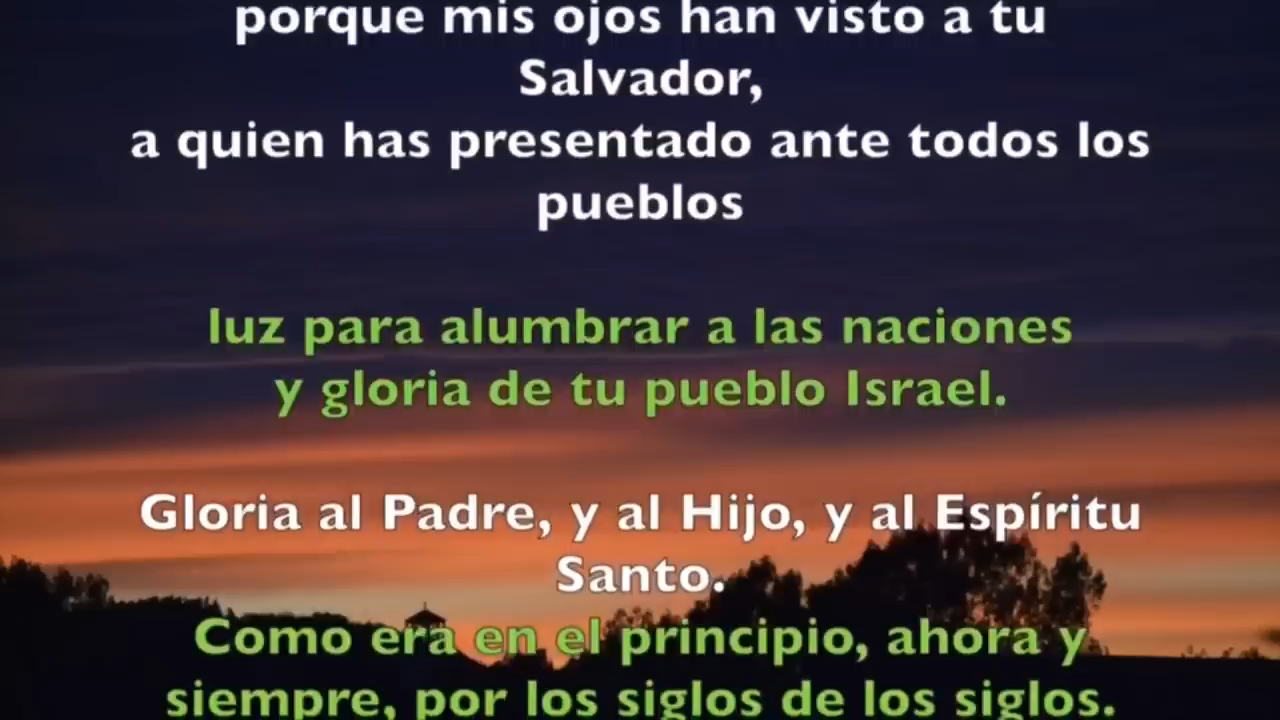 porque mis ojos han visto a tu
Salvador,
a quien has presentado ante todos los
pueblos
luz para alumbrar a las naciones
y gloria de tu pueblo Israel.
Gloria al Padre, y al Hijo, y al Espíritu
Santo.
Como era en el principio, ahora y
siempre, por los siglos de los siglos.